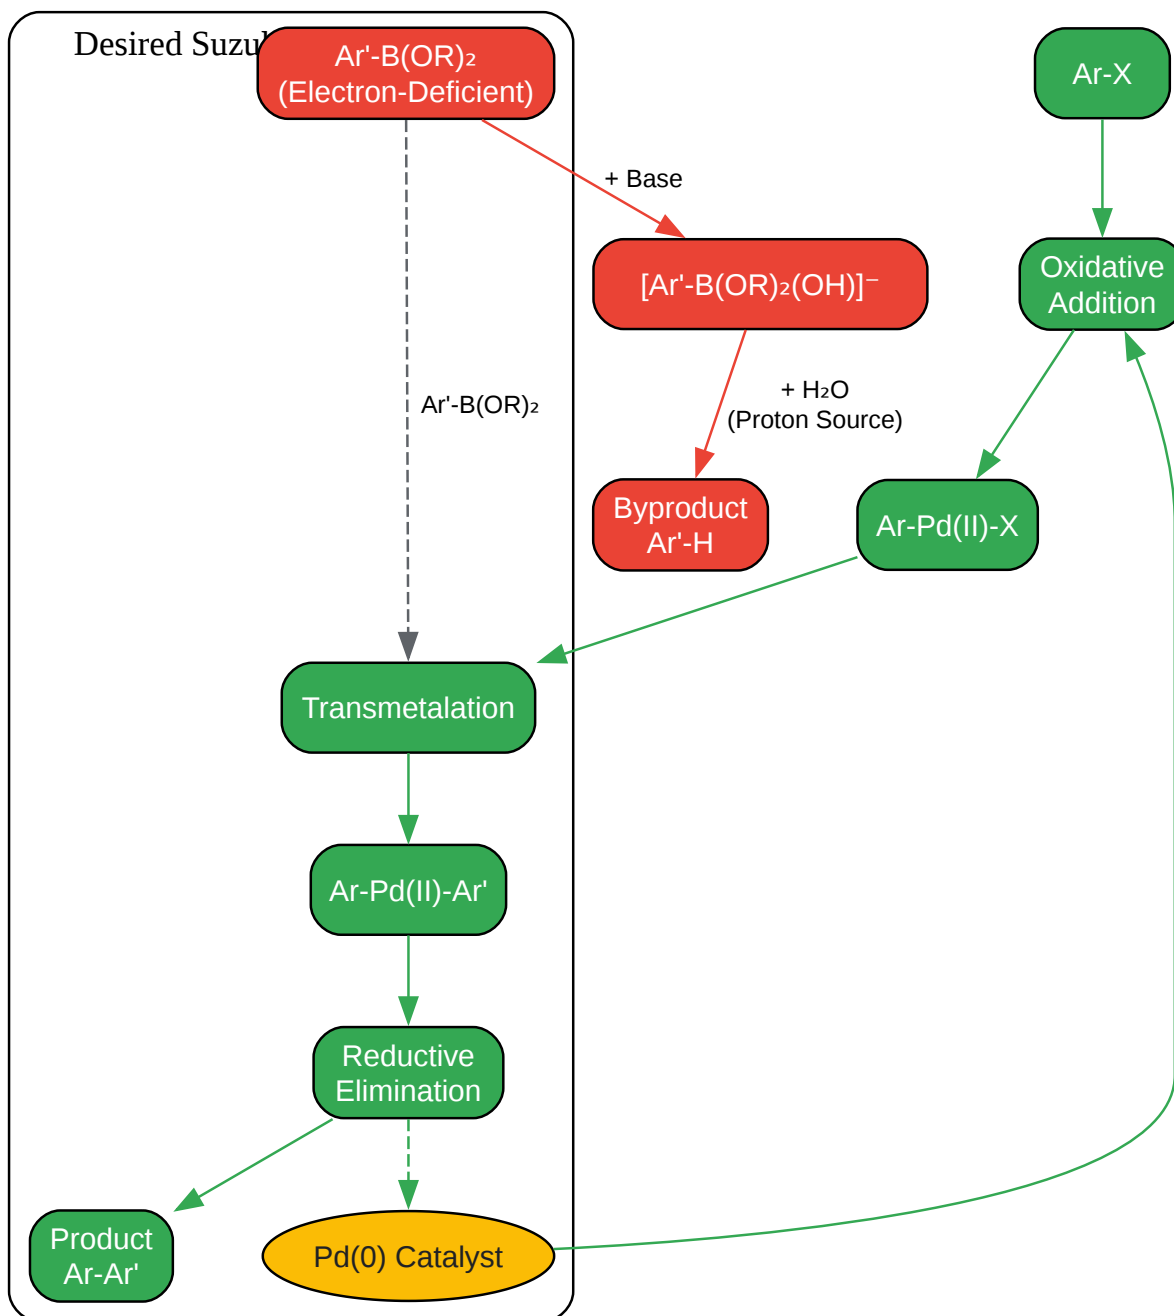 Desired Suzu
Ar'-B(OR)₂
(Electron-Deficient)
Ar-X
+ Base
[Ar'-B(OR)₂(OH)]⁻
Oxidative
Addition
Ar'-B(OR)₂
+ H₂O
(Proton Source)
Byproduct
Ar'-H
Ar-Pd(II)-X
Transmetalation
Ar-Pd(II)-Ar'
Reductive
Elimination
Product
Ar-Ar'
Pd(0) Catalyst